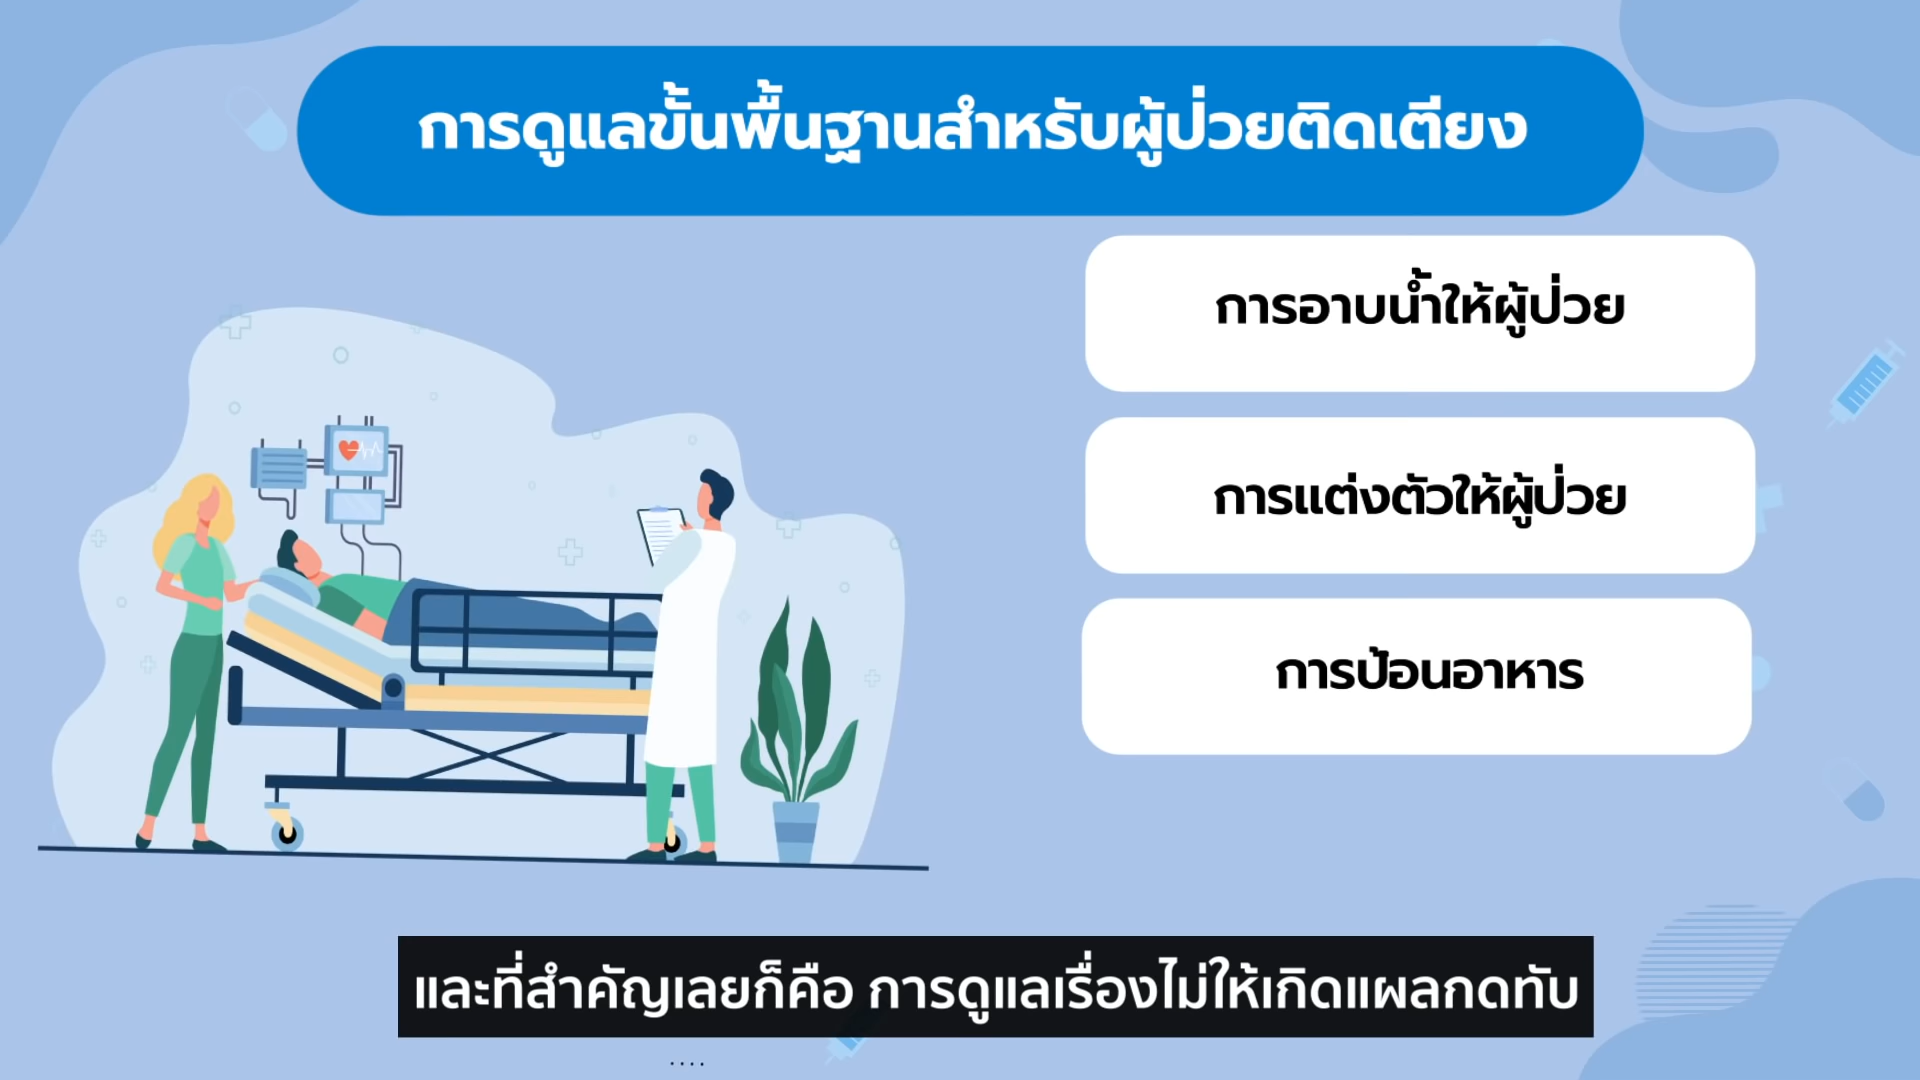 การดูแลขั้นพื้นฐานสำหรับผู้ป่วยติดเตียง
การอาบน้ำให้ผู้ป่วย
การแต่งตัวให้ผู้ป่วย
การป้อนอาหาร
และที่สำคัญเลยก็คือ การดูแลเรื่องไม่ให้เกิดแผลกดทับ
....